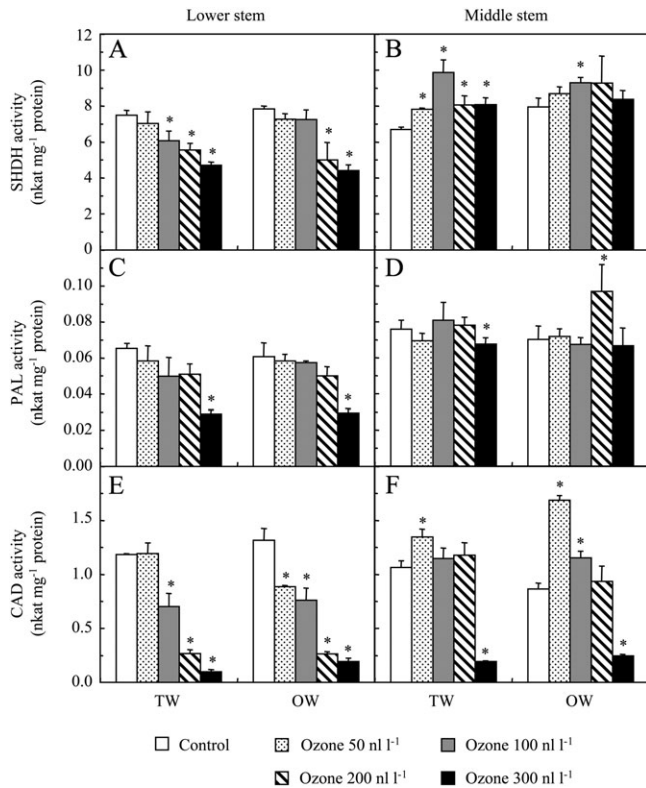 Lower stem Middle stem
A B
SHDH activity
(nkat mg⁻¹ protein)
12
10
8
6
4
2
0
* * * * *
* * * * *
C D
PAL activity
(nkat mg⁻¹ protein)
0.10
0.08
0.06
0.04
0.02
0.00
* *
* *
E F
CAD activity
(nkat mg⁻¹ protein)
1.5
1.0
0.5
0.0
* * * * * * *
* * * * *
TW OW TW OW
Control Ozone 50 nl l⁻¹ Ozone 100 nl l⁻¹
Ozone 200 nl l⁻¹ Ozone 300 nl l⁻¹